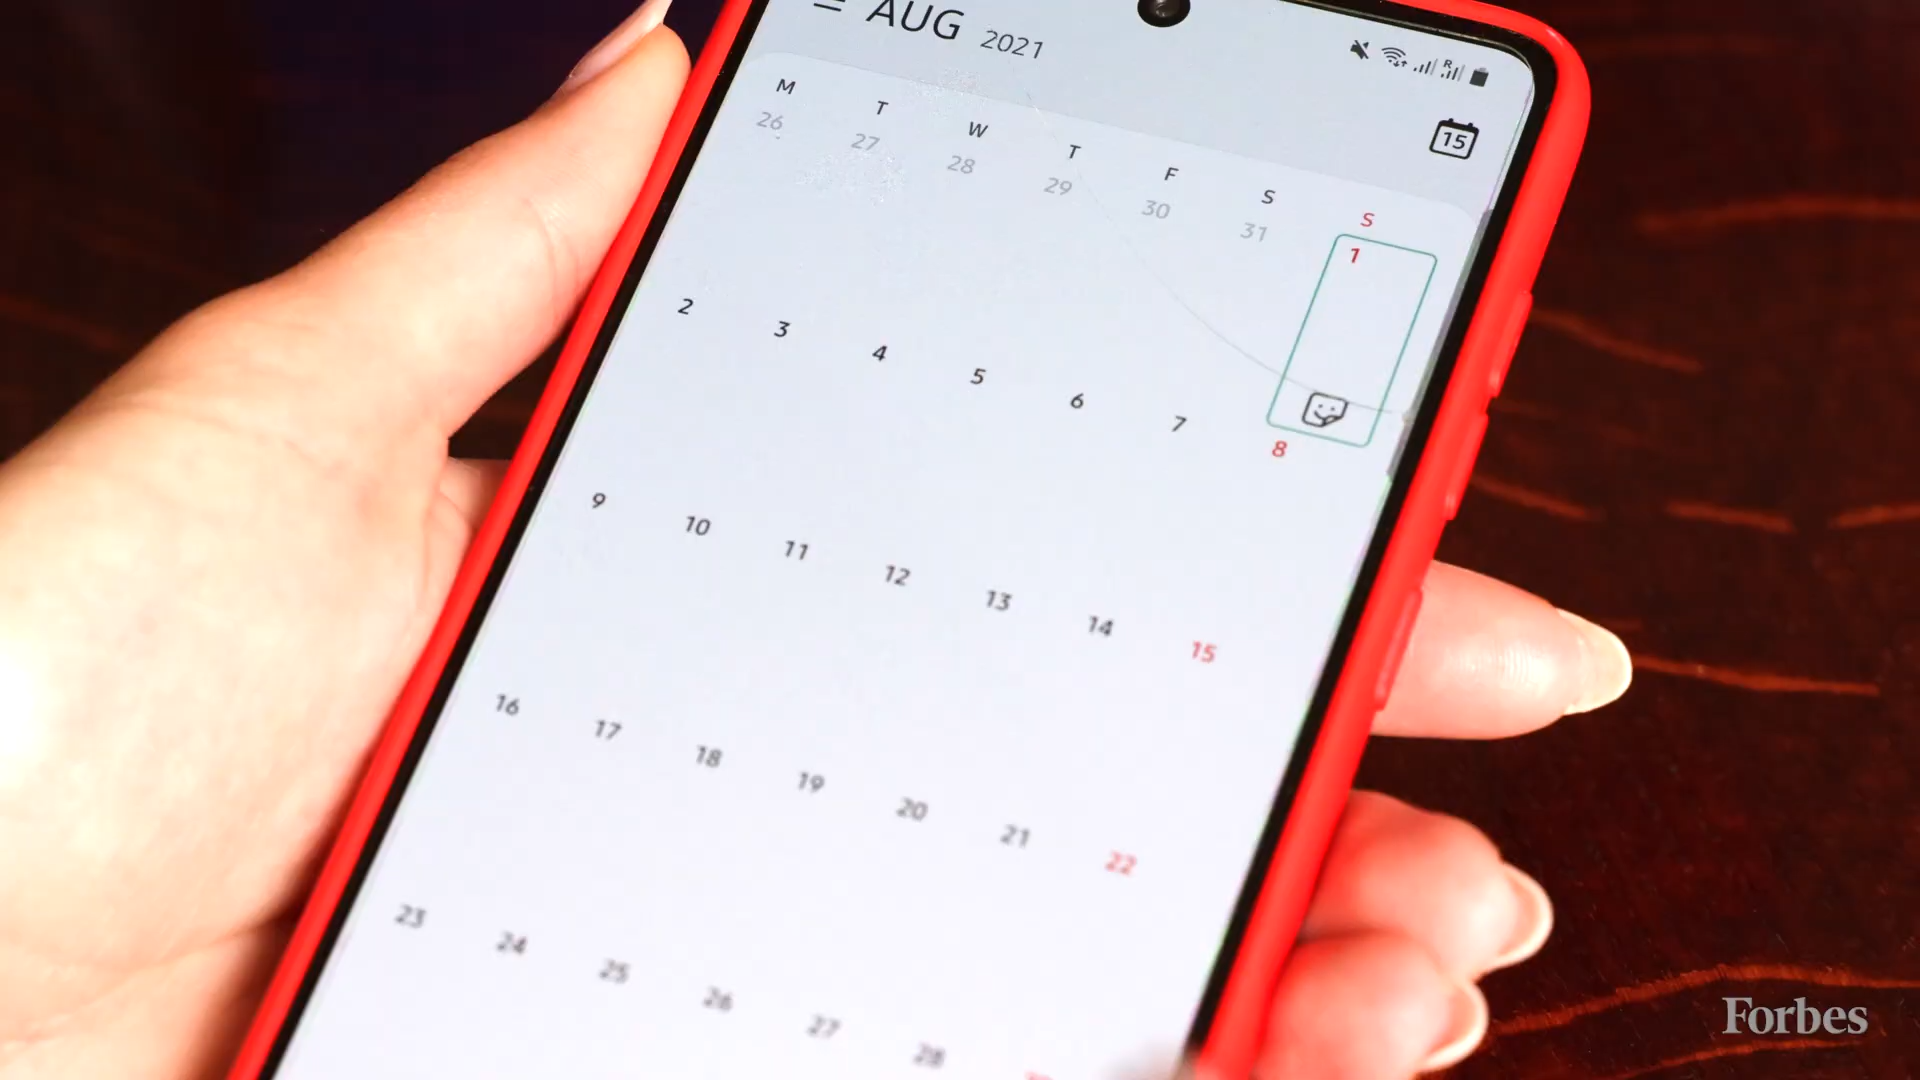 AUG 2021
15
M T W T F S S
26 27 28 29 30 31 1
2 3 4 5 6 7 8
9 10 11 12 13 14 15
16 17 18 19 20 21 22
23 24 25 26 27 28
Forbes